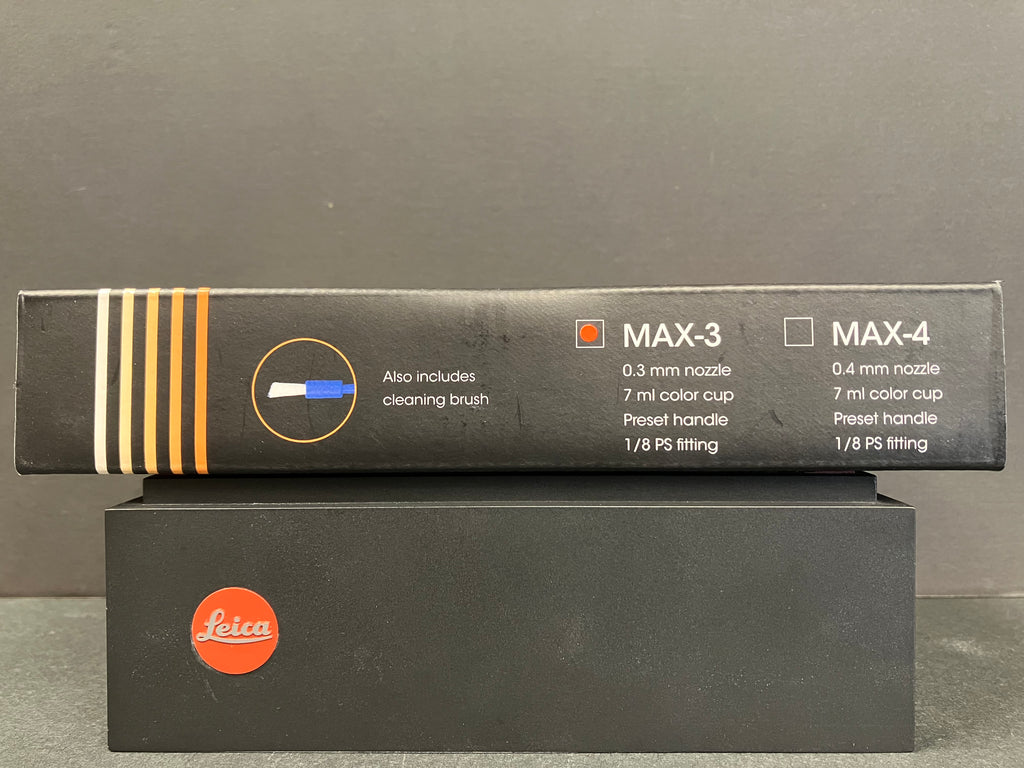 Also includes
cleaning brush
MAX-3
0.3 mm nozzle
7 ml color cup
Preset handle
1/8 PS fitting
MAX-4
0.4 mm nozzle
7 ml color cup
Preset handle
1/8 PS fitting
Leica